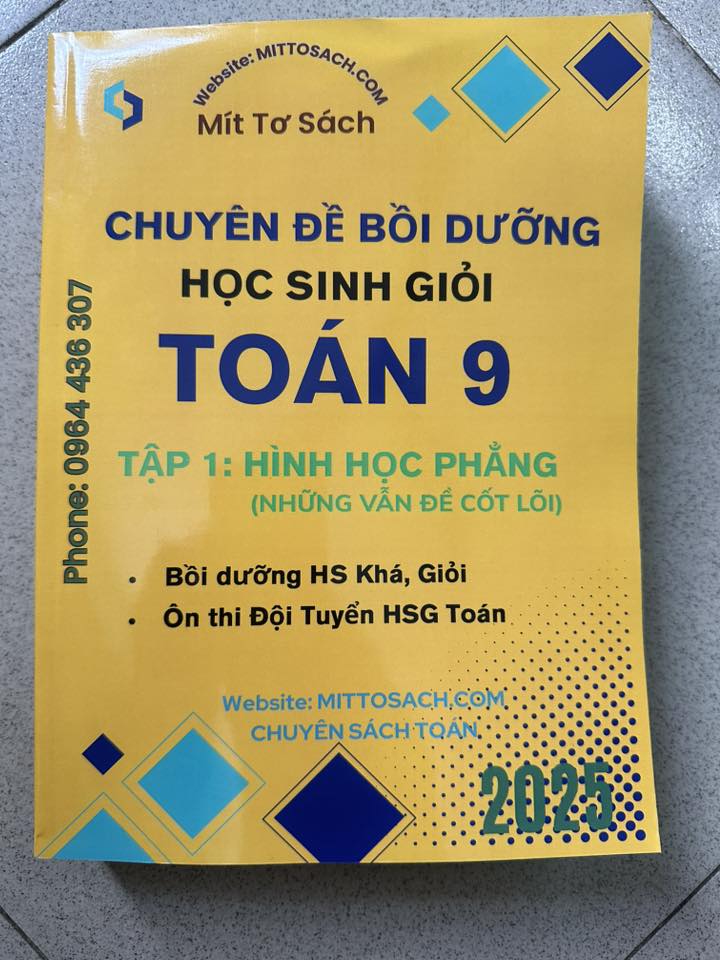 Website: MITTOSACH.COM
Mít Tơ Sách
CHUYÊN ĐỀ BỒI DƯỠNG
HỌC SINH GIỎI
TOÁN 9
TẬP 1: HÌNH HỌC PHẲNG
(NHỮNG VẤN ĐỀ CỐT LÕI)
Phone: 0964 436 307
• Bồi dưỡng HS Khá, Giỏi
• Ôn thi Đội Tuyển HSG Toán
Website: MITTOSACH.COM
CHUYÊN SÁCH TOÁN
2025